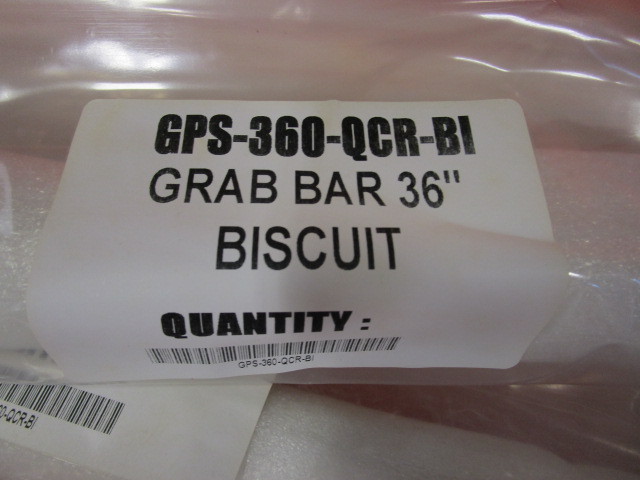 GPS-360-QCR-BI
GRAB BAR 36"
BISCUIT
QUANTITY :
GPS-360-QCR-BI
0-QCR-BI